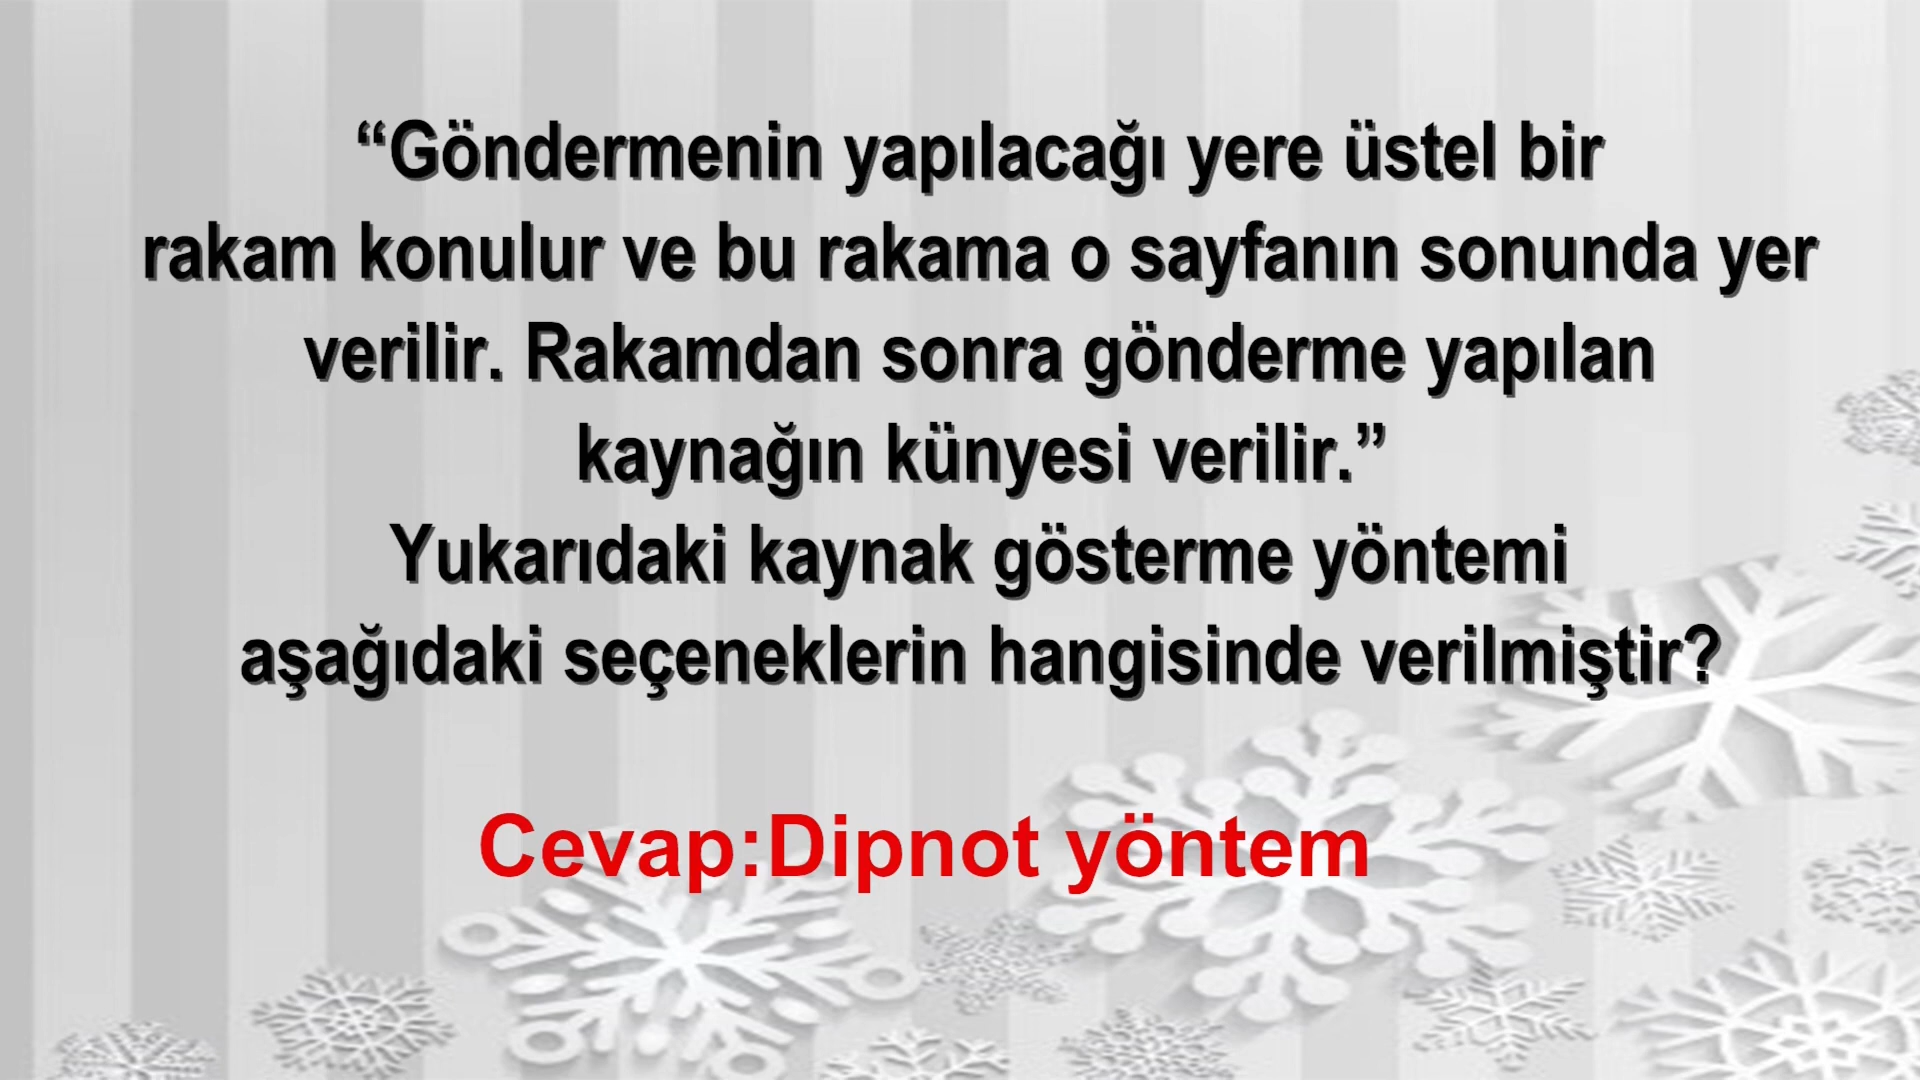 “Göndermenin yapılacağı yere üstel bir
rakam konulur ve bu rakama o sayfanın sonunda yer
verilir. Rakamdan sonra gönderme yapılan
kaynağın künyesi verilir.”
Yukarıdaki kaynak gösterme yöntemi
aşağıdaki seçeneklerin hangisinde verilmiştir?
Cevap:Dipnot yöntem